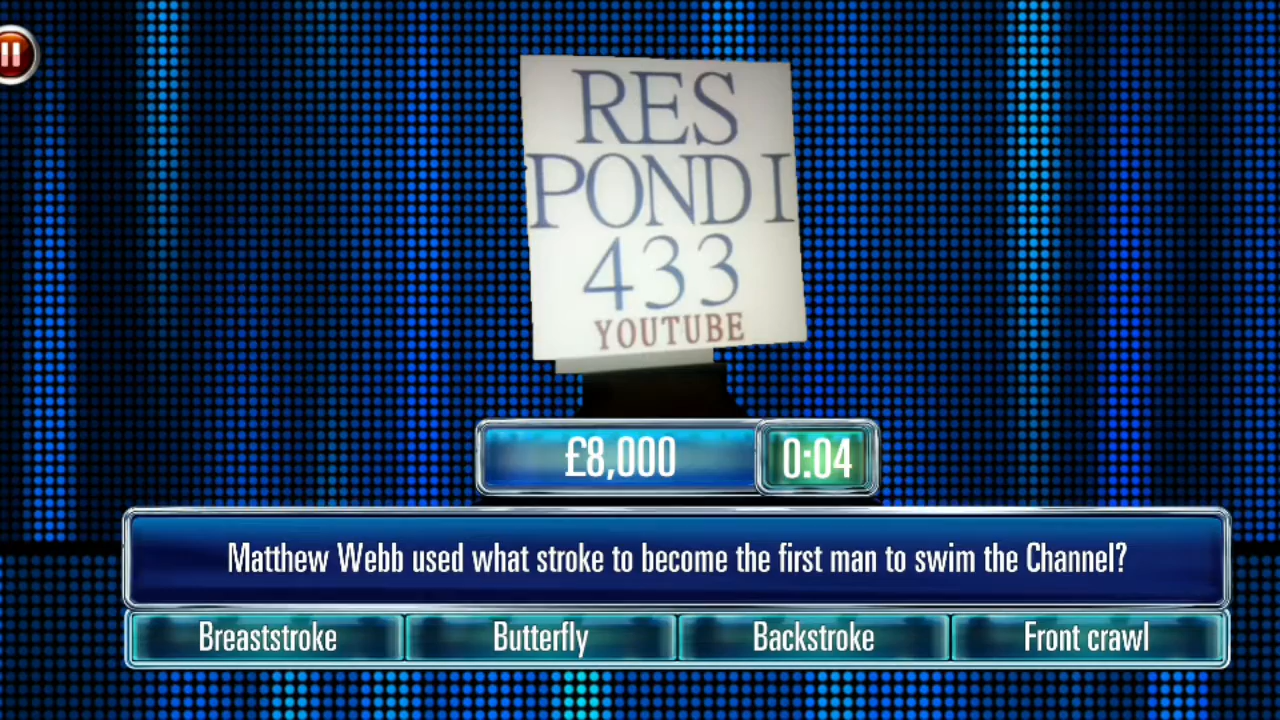 RES
POND I
433
YOUTUBE
£8,000 0:04
Matthew Webb used what stroke to become the first man to swim the Channel?
Breaststroke Butterfly Backstroke Front crawl